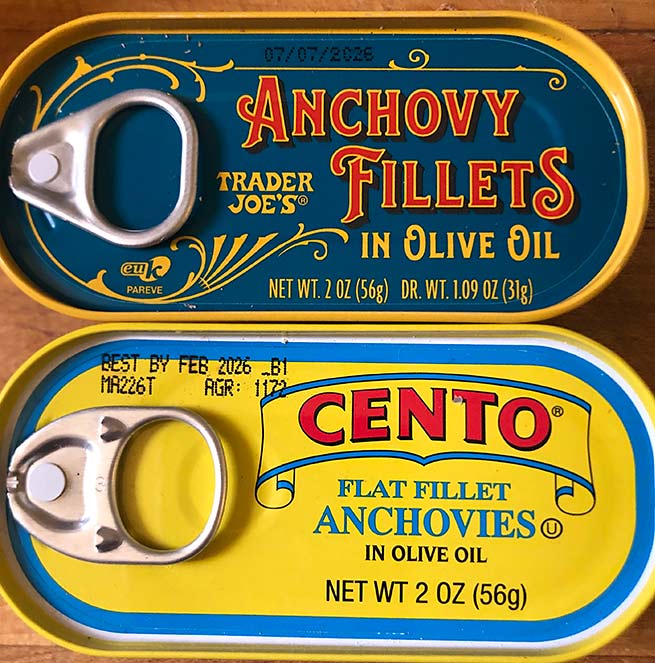 07/07/2026
ANCHOVY
FILLETS
TRADER
JOE'S®
IN OLIVE OIL
euk
PAREVE
NET WT. 2 OZ (56g) DR. WT. 1.09 OZ (31g)
BEST BY FEB 2026 _B1
MA226T AGR: 1172
CENTO®
FLAT FILLET
ANCHOVIES Ⓤ
IN OLIVE OIL
NET WT 2 OZ (56g)